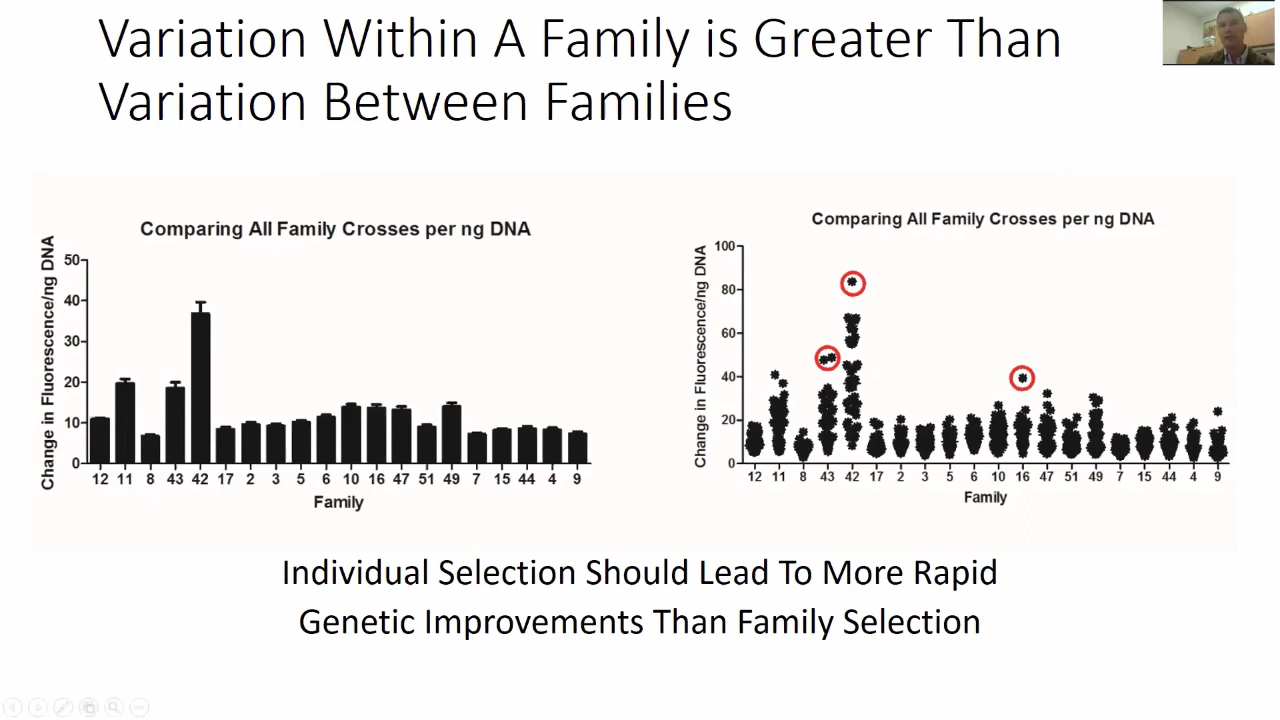 Variation Within A Family is Greater Than
Variation Between Families
Comparing All Family Crosses per ng DNA
Change in Fluorescence/ng DNA
50
40
30
20
10
0
12 11 8 43 42 17 2 3 5 6 10 16 47 51 49 7 15 44 4 9
Family
Comparing All Family Crosses per ng DNA
Change in Fluorescence/ng DNA
100
80
60
40
20
0
12 11 8 43 42 17 2 3 5 6 10 16 47 51 49 7 15 44 4 9
Family
Individual Selection Should Lead To More Rapid
Genetic Improvements Than Family Selection